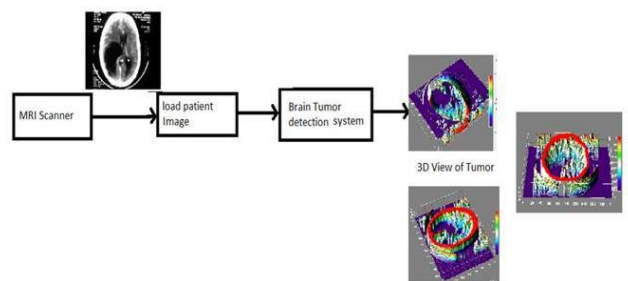 MRI Scanner
load patient
Image
Brain Tumor
detection system
3D View of Tumor